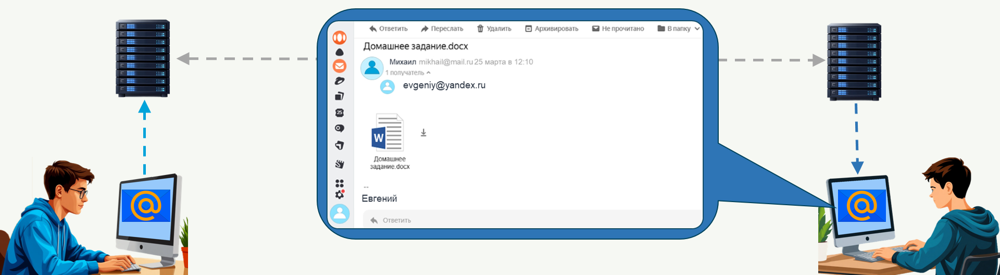 Ответить Переслать Удалить Архивировать Не прочитано В папку
Домашнее задание.docx
Михаил mikhail@mail.ru 25 марта в 12:10
1 получатель
evgeniy@yandex.ru
25
W
Домашнее
задание.docx
--
Евгений
Ответить
@
@